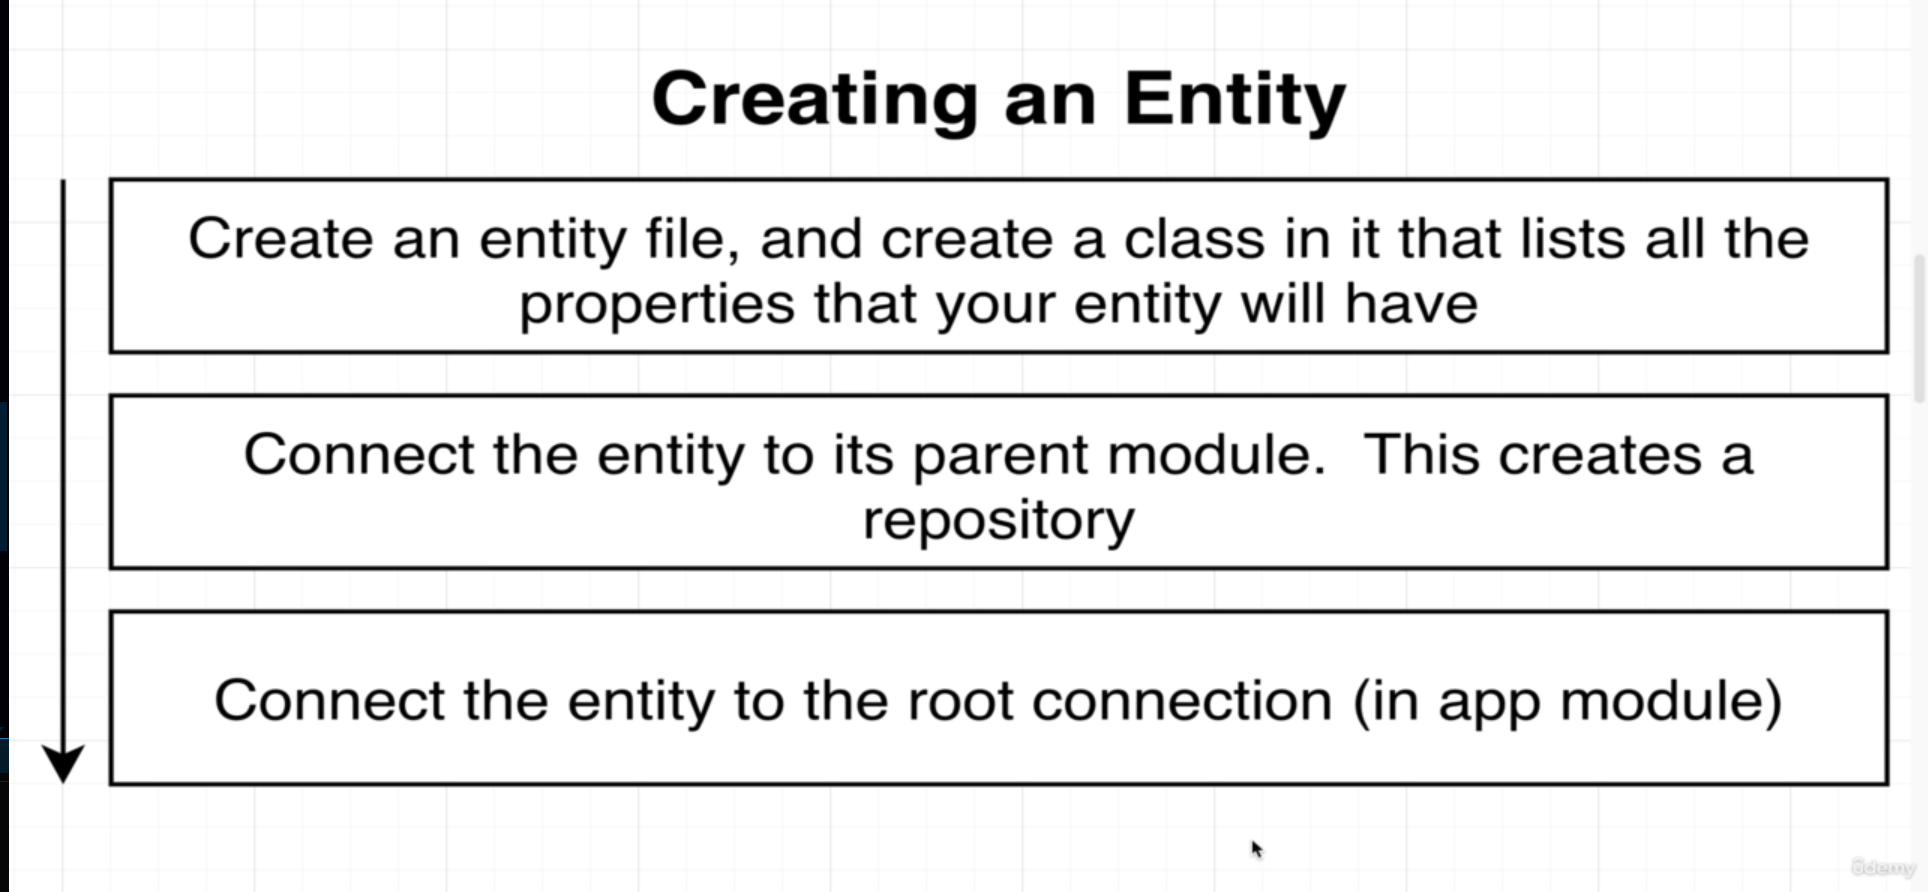 Creating an Entity
Create an entity file, and create a class in it that lists all the
properties that your entity will have
Connect the entity to its parent module.  This creates a
repository
Connect the entity to the root connection (in app module)
ûdemy